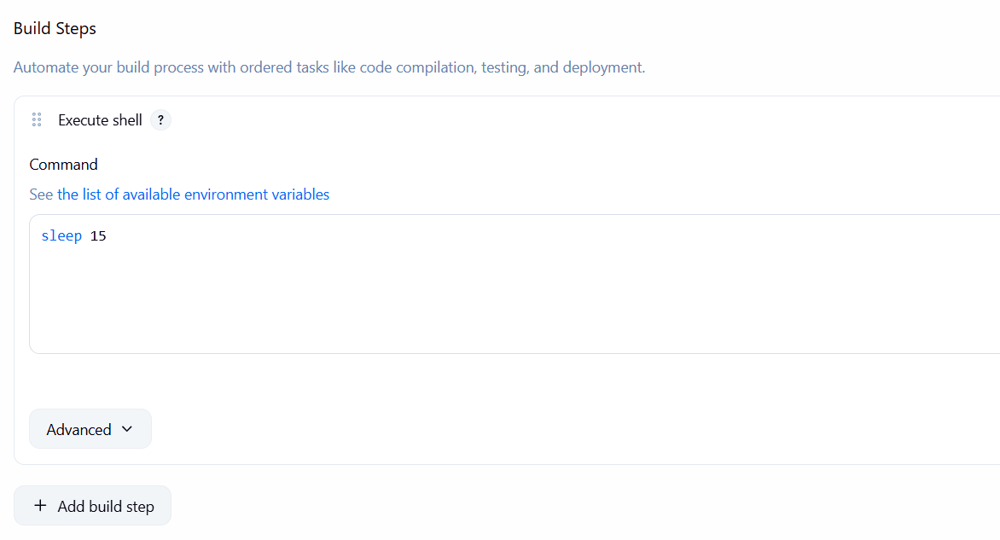 Build Steps
Automate your build process with ordered tasks like code compilation, testing, and deployment.
Execute shell ?
Command
See the list of available environment variables
sleep 15
Advanced
+ Add build step